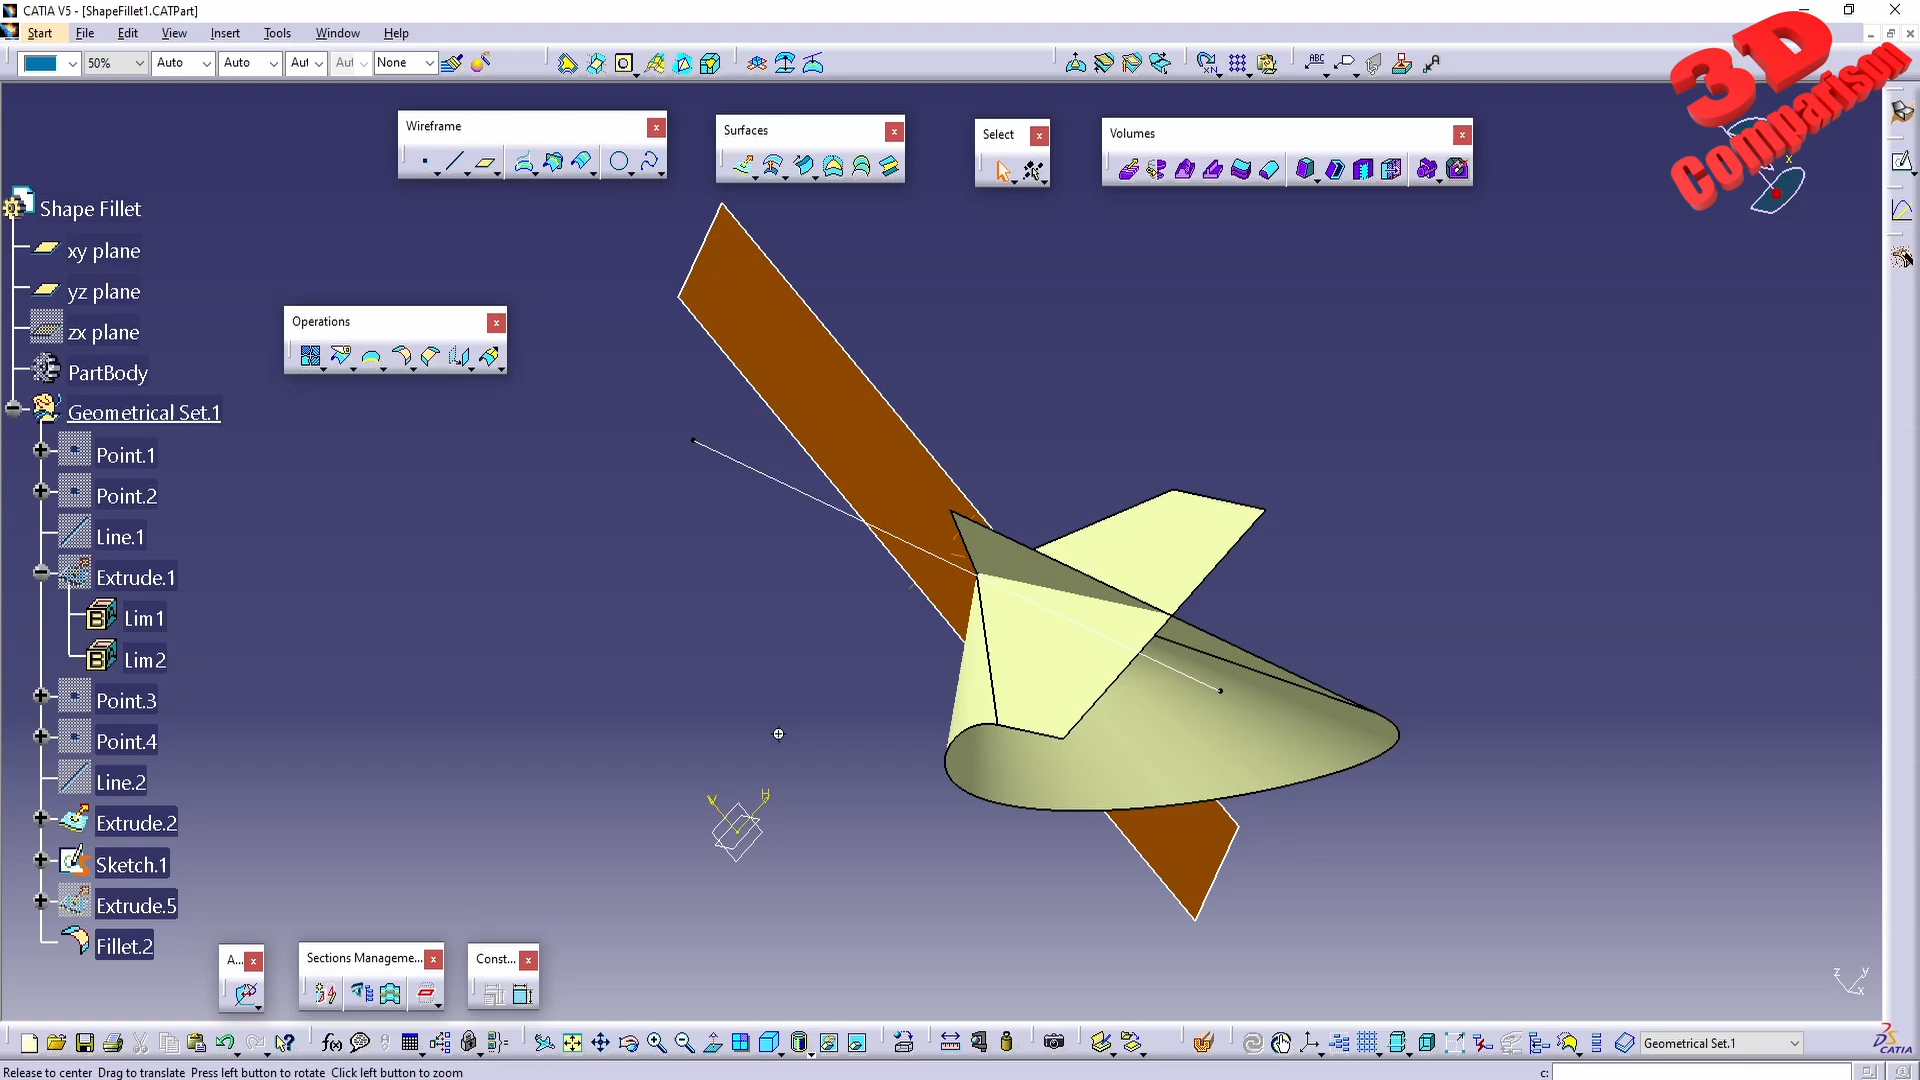 CATIA V5 - [ShapeFillet1.CATPart]
Start File Edit View Insert Tools Window Help
50% Auto Auto Aut Aut None
ABC
3D
Comparison
Wireframe
Surfaces
Select
Volumes
x
Shape Fillet
xy plane
yz plane
zx plane
Operations
PartBody
Geometrical Set.1
Point.1
Point.2
Line.1
Extrude.1
Lim1
Lim2
Point.3
Point.4
Line.2
V H
Extrude.2
Sketch.1
Extrude.5
Fillet.2
A...
Sections Manageme...
Const...
z y
x
f(x)
Geometrical Set.1
CATIA
Release to center Drag to translate Press left button to rotate Click left button to zoom
c: